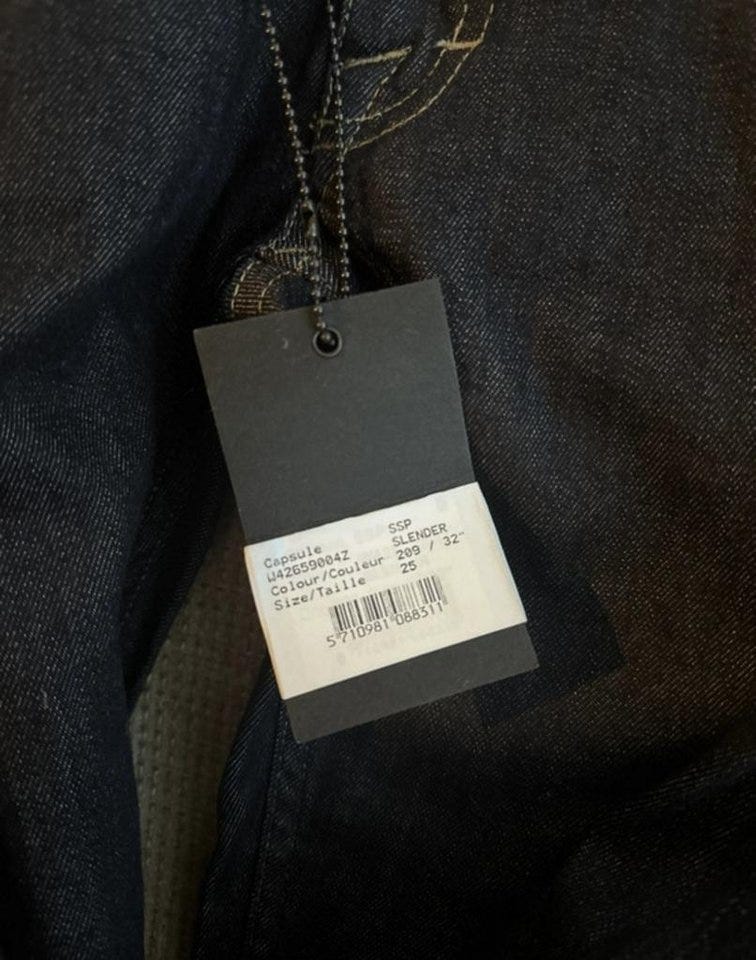 Capsule SSP
W42659004Z SLENDER
Colour/Couleur 209 / 32"
Size/Taille 25
5 710981 088311